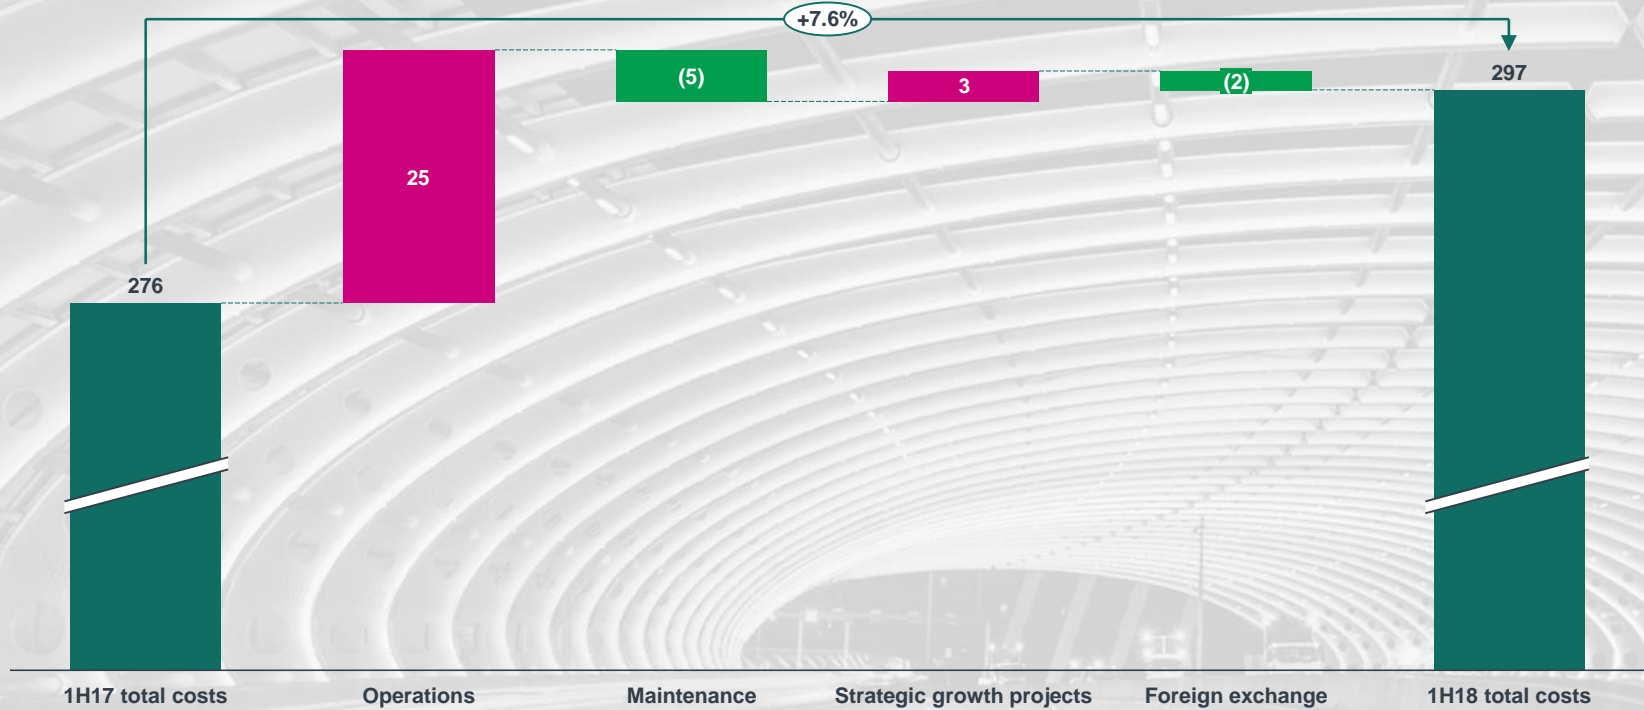 +7.6%
276
25
(5)
3
(2)
297
1H17 total costs
Operations
Maintenance
Strategic growth projects
Foreign exchange
1H18 total costs